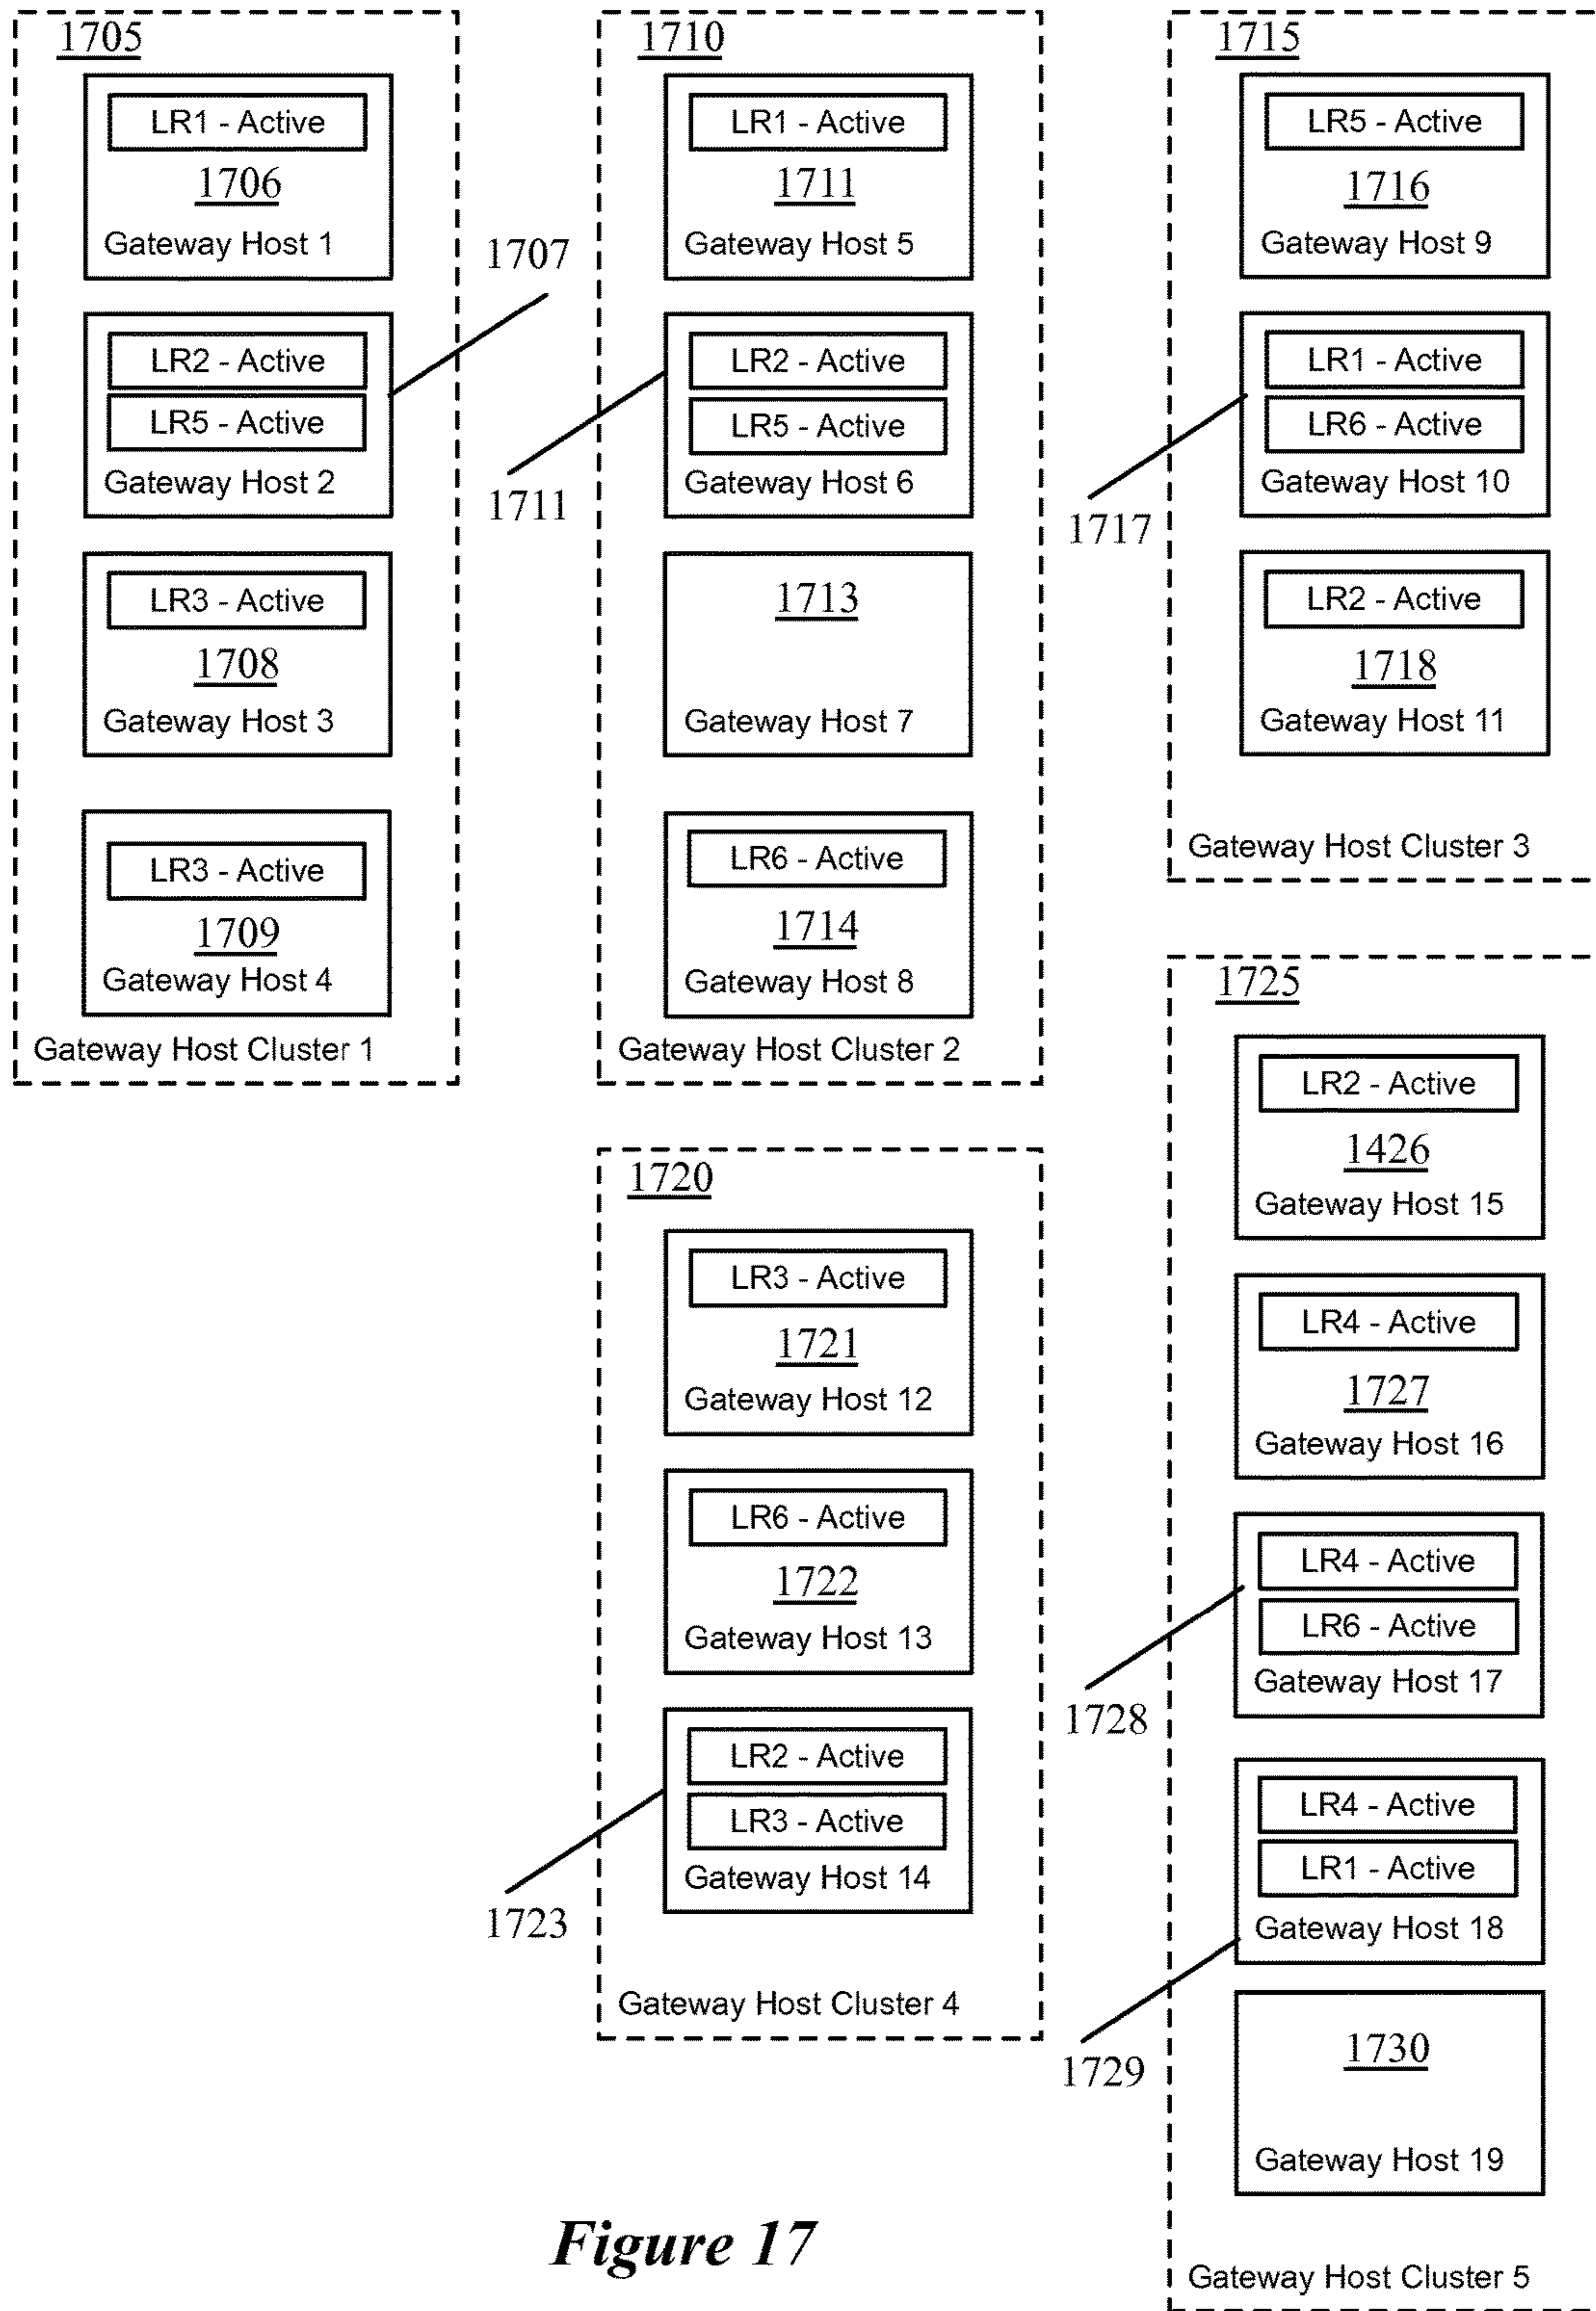 1705
LR1 - Active
1706
Gateway Host 1
1707
LR2 - Active
LR5 - Active
Gateway Host 2
LR3 - Active
1708
Gateway Host 3
LR3 - Active
1709
Gateway Host 4
Gateway Host Cluster 1
1710
LR1 - Active
1711
Gateway Host 5
LR2 - Active
LR5 - Active
Gateway Host 6
1711
1713
Gateway Host 7
LR6 - Active
1714
Gateway Host 8
Gateway Host Cluster 2
1715
LR5 - Active
1716
Gateway Host 9
LR1 - Active
LR6 - Active
Gateway Host 10
1717
LR2 - Active
1718
Gateway Host 11
Gateway Host Cluster 3
1720
LR3 - Active
1721
Gateway Host 12
LR6 - Active
1722
Gateway Host 13
LR2 - Active
LR3 - Active
Gateway Host 14
1723
Gateway Host Cluster 4
1725
LR2 - Active
1426
Gateway Host 15
LR4 - Active
1727
Gateway Host 16
LR4 - Active
LR6 - Active
Gateway Host 17
1728
LR4 - Active
LR1 - Active
Gateway Host 18
1729
1730
Gateway Host 19
Gateway Host Cluster 5
Figure 17